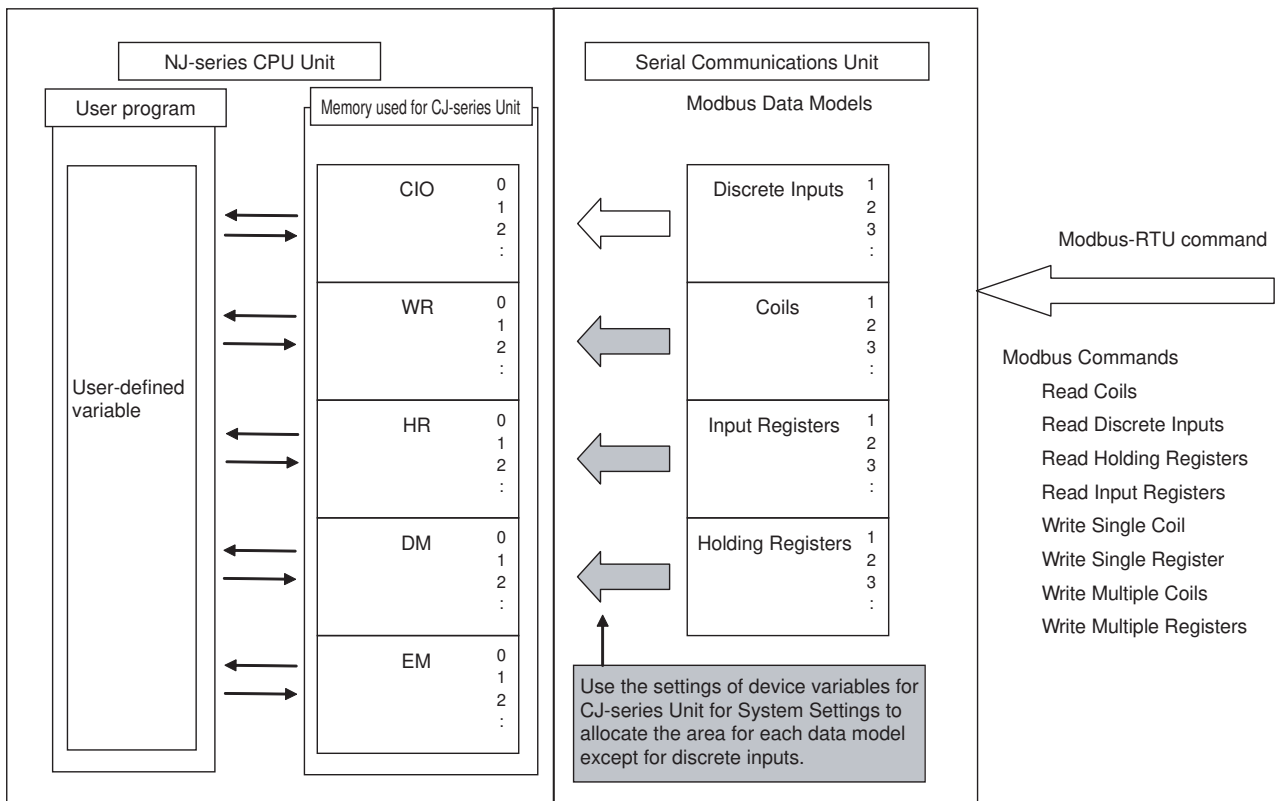 NJ-series CPU Unit
User program
Memory used for CJ-series Unit
User-defined
variable
CIO
0
1
2
:
WR
0
1
2
:
HR
0
1
2
:
DM
0
1
2
:
EM
0
1
2
:
Serial Communications Unit
Modbus Data Models
Discrete Inputs
1
2
3
:
Coils
1
2
3
:
Input Registers
1
2
3
:
Holding Registers
1
2
3
:
Use the settings of device variables for
CJ-series Unit for System Settings to
allocate the area for each data model
except for discrete inputs.
Modbus-RTU command
Modbus Commands
Read Coils
Read Discrete Inputs
Read Holding Registers
Read Input Registers
Write Single Coil
Write Single Register
Write Multiple Coils
Write Multiple Registers